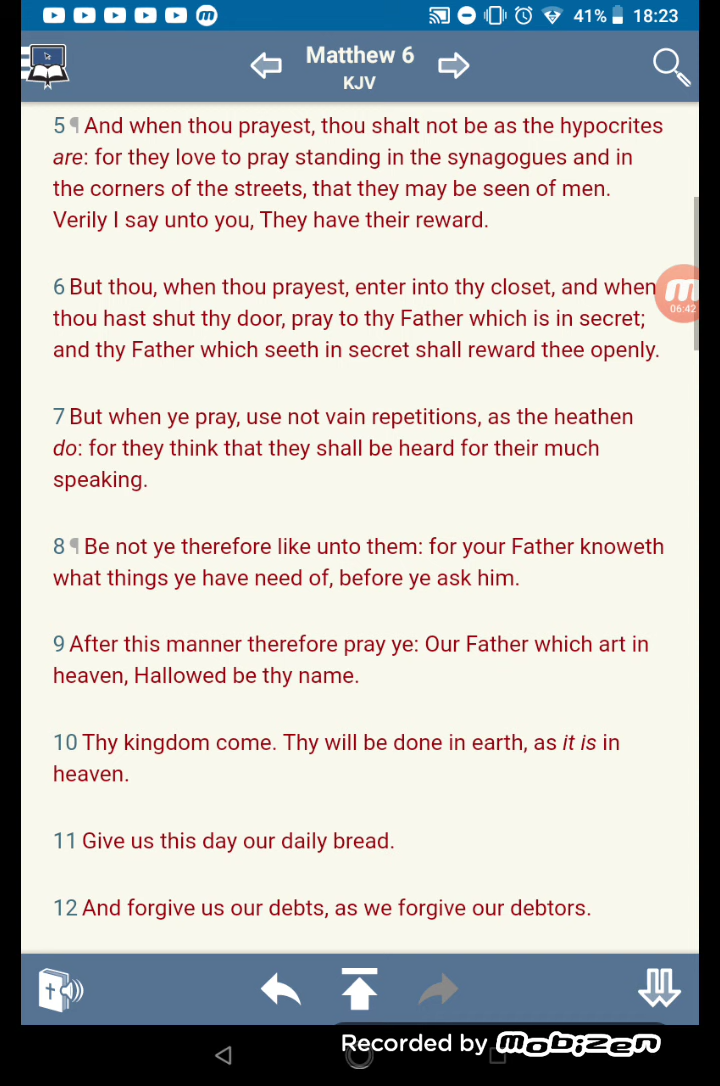 41% 18:23
Matthew 6
KJV
5 ¶ And when thou prayest, thou shalt not be as the hypocrites
are: for they love to pray standing in the synagogues and in
the corners of the streets, that they may be seen of men.
Verily I say unto you, They have their reward.
6 But thou, when thou prayest, enter into thy closet, and when
thou hast shut thy door, pray to thy Father which is in secret;
and thy Father which seeth in secret shall reward thee openly.
m
06:42
7 But when ye pray, use not vain repetitions, as the heathen
do: for they think that they shall be heard for their much
speaking.
8 ¶ Be not ye therefore like unto them: for your Father knoweth
what things ye have need of, before ye ask him.
9 After this manner therefore pray ye: Our Father which art in
heaven, Hallowed be thy name.
10 Thy kingdom come. Thy will be done in earth, as it is in
heaven.
11 Give us this day our daily bread.
12 And forgive us our debts, as we forgive our debtors.
Recorded by Mobizen